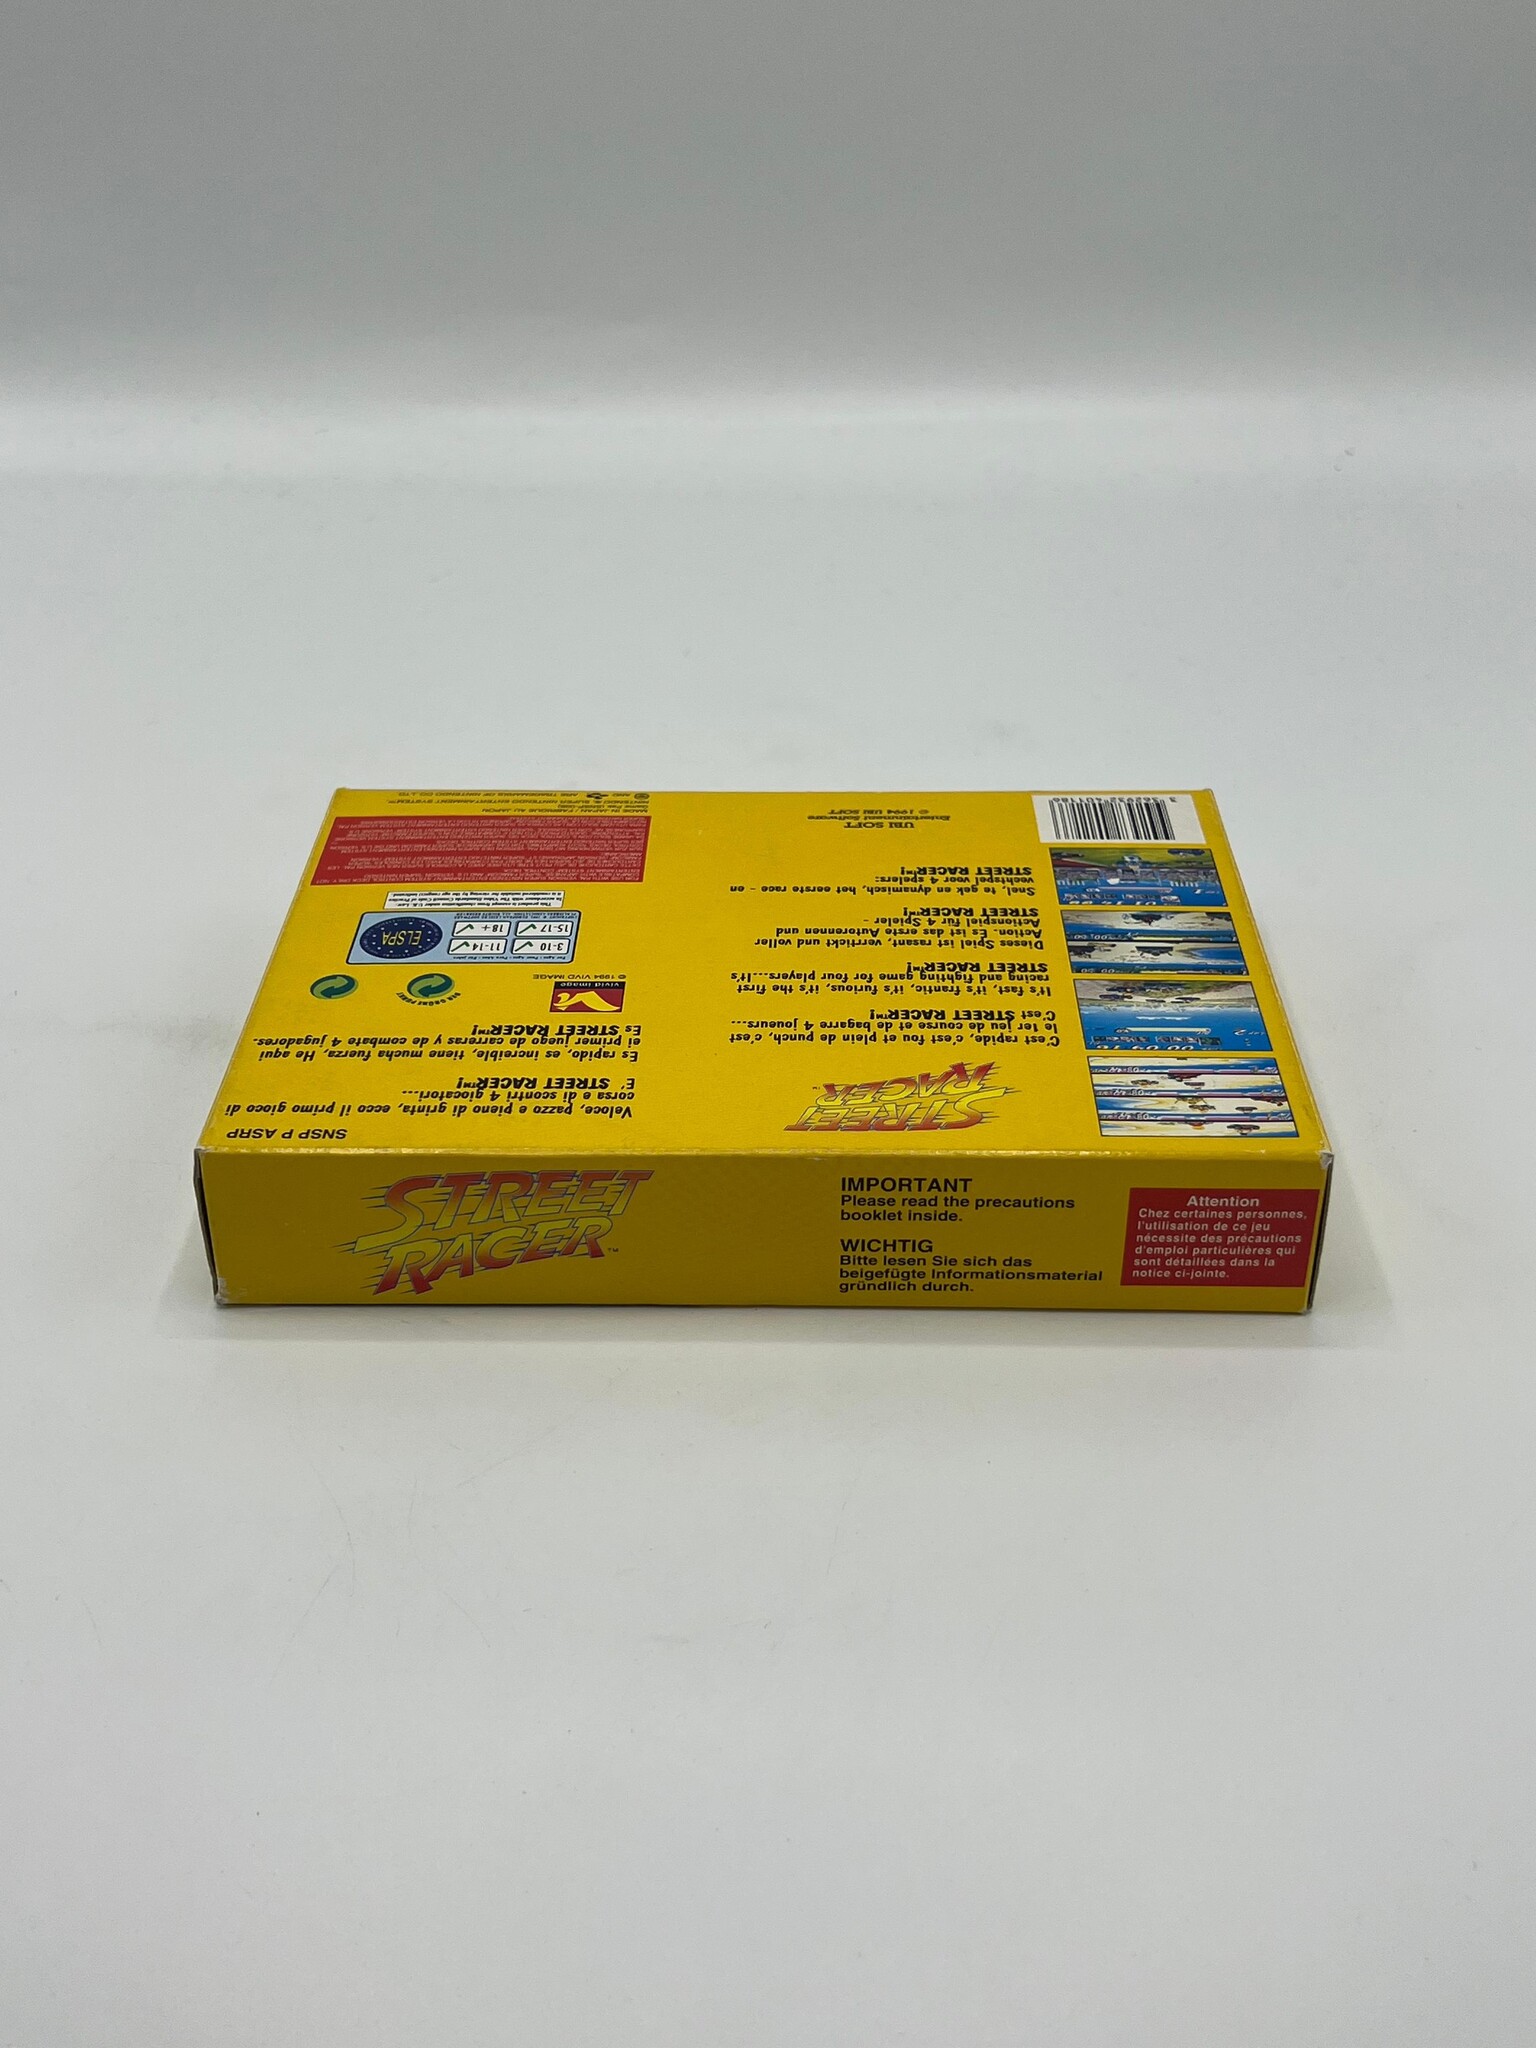 STREET
RACER™
IMPORTANT
Please read the precautions
booklet inside.
WICHTIG
Bitte lesen Sie sich das
beigefügte Informationsmaterial
gründlich durch.
Attention
Chez certaines personnes,
l'utilisation de ce jeu
nécessite des précautions
d'emploi particulières qui
sont détaillées dans la
notice ci-jointe.
STREET
RACER™
C'est rapide, c'est fou et plein de punch, c'est
le 1er jeu de course et de bagarre 4 joueurs...
C'est STREET RACER™!
It's fast, it's frantic, it's furious, it's the first
racing and fighting game for four players...It's
STREET RACER™!
Dieses Spiel ist rasant, verrickt und voller
Action. Es ist das erste Autorennen und
Actionspiel für 4 Spieler -
STREET RACER™!
Snel, te gek en dynamisch, het eerste race - en
vechtspel voor 4 spelers:
STREET RACER™!
UBI SOFT
Entertainment Software
© 1994 UBI SOFT
SNSP P ASRP
Veloce, pazzo e pieno di grinta, ecco il primo gioco di
corsa e di scontri 4 giocatori...
E' STREET RACER™!
Es rapido, es increible, tiene mucha fuerza, He aqui
el primer juego de carreras y de combate 4 jugadores.
Es STREET RACER™!
vivid image
© 1994 VIVID IMAGE
DER GRÜNE PUNKT
3-10
11-14
15-17
18 +
ELSPA